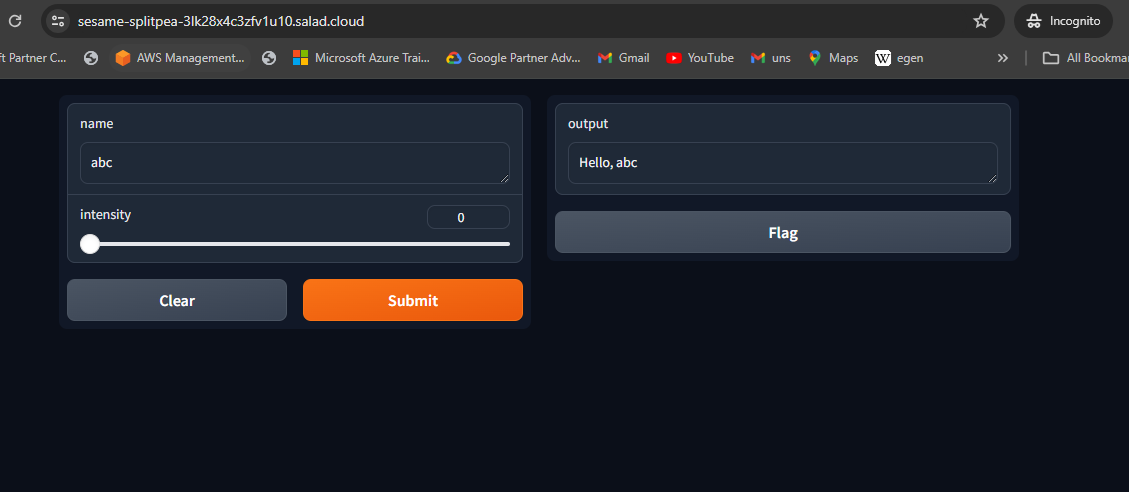 sesame-splitpea-3lk28x4c3zfv1u10.salad.cloud
Incognito
ft Partner C...
AWS Management...
Microsoft Azure Trai...
Google Partner Adv...
Gmail
YouTube
uns
Maps
W egen
»
All Bookmar
name
abc
intensity
0
Clear
Submit
output
Hello, abc
Flag